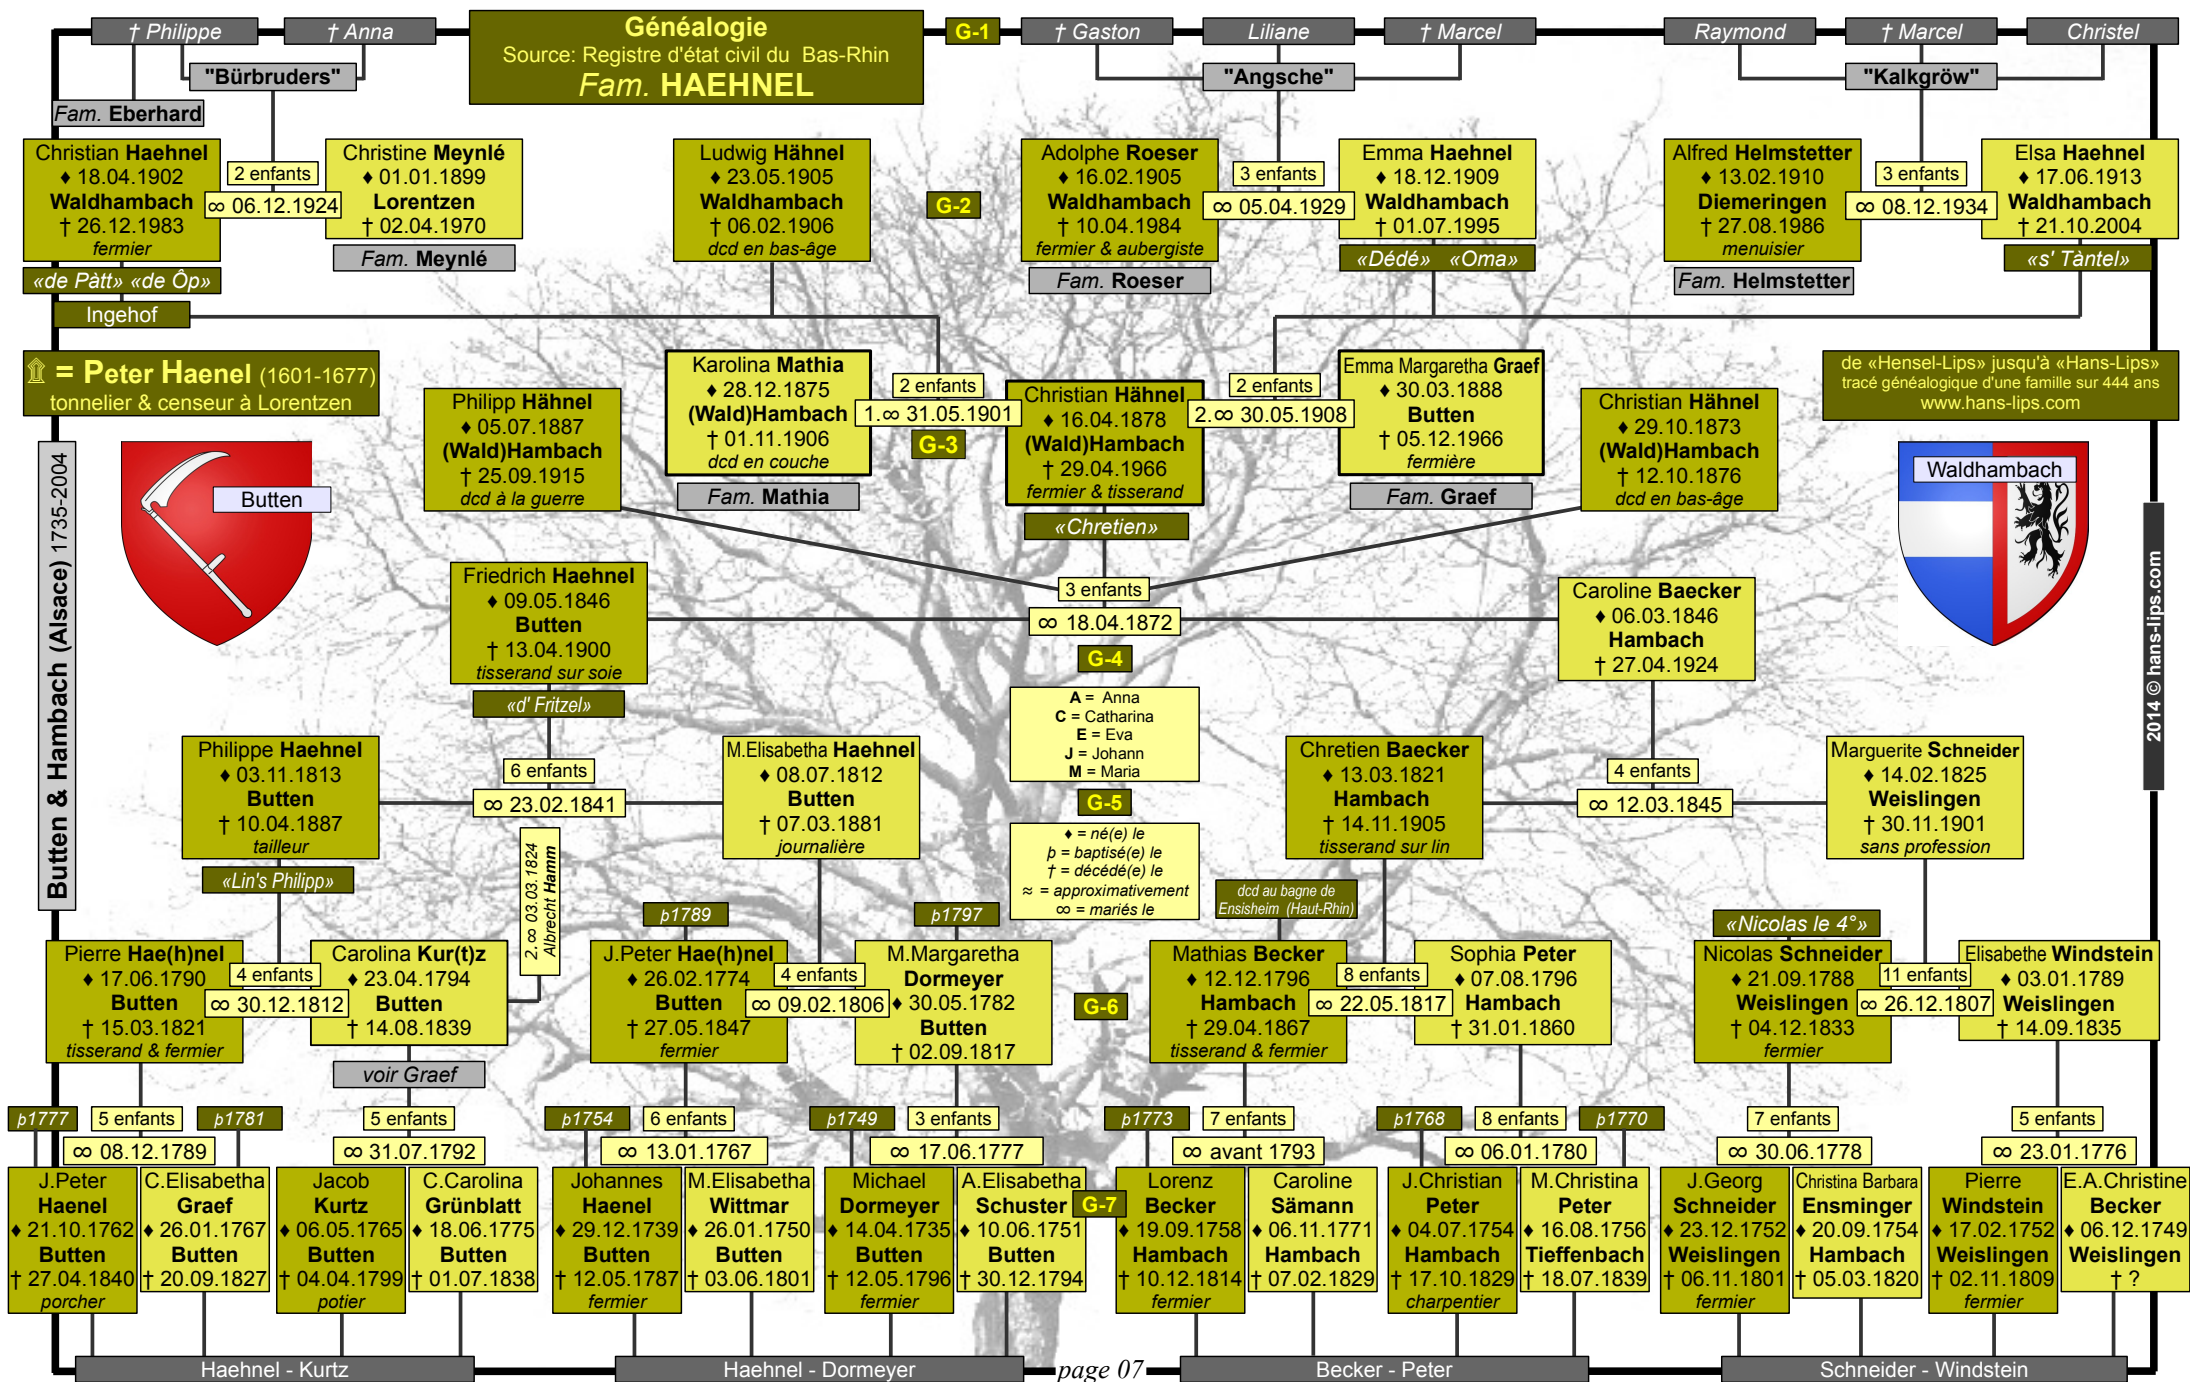 † Philippe
† Anna
Généalogie
Source: Registre d'état civil du Bas-Rhin
Fam. HAEHNEL
G-1
† Gaston
Liliane
† Marcel
Raymond
† Marcel
Christel
"Bürbruders"
"Angsche"
"Kalkgröw"
Fam. Eberhard
Christian Haehnel
♦ 18.04.1902
Waldhambach
† 26.12.1983
fermier
«de Pàtt» «de Ôp»
Ingehof
2 enfants
∞ 06.12.1924
Christine Meynlé
♦ 01.01.1899
Lorentzen
† 02.04.1970
Fam. Meynlé
Ludwig Hähnel
♦ 23.05.1905
Waldhambach
† 06.02.1906
dcd en bas-âge
G-2
Adolphe Roeser
♦ 16.02.1905
Waldhambach
† 10.04.1984
fermier & aubergiste
Fam. Roeser
3 enfants
∞ 05.04.1929
Emma Haehnel
♦ 18.12.1909
Waldhambach
† 01.07.1995
«Dédé» «Oma»
Alfred Helmstetter
♦ 13.02.1910
Diemeringen
† 27.08.1986
menuisier
Fam. Helmstetter
3 enfants
∞ 08.12.1934
Elsa Haehnel
♦ 17.06.1913
Waldhambach
† 21.10.2004
«s' Tàntel»
۩ = Peter Haenel (1601-1677)
tonnelier & censeur à Lorentzen
Philipp Hähnel
♦ 05.07.1887
(Wald)Hambach
† 25.09.1915
dcd à la guerre
Karolina Mathia
♦ 28.12.1875
(Wald)Hambach
† 01.11.1906
dcd en couche
Fam. Mathia
2 enfants
1.∞ 31.05.1901
G-3
Christian Hähnel
♦ 16.04.1878
(Wald)Hambach
† 29.04.1966
fermier & tisserand
«Chretien»
2 enfants
2.∞ 30.05.1908
Emma Margaretha Graef
♦ 30.03.1888
Butten
† 05.12.1966
fermière
Fam. Graef
Christian Hähnel
♦ 29.10.1873
(Wald)Hambach
† 12.10.1876
dcd en bas-âge
de «Hensel-Lips» jusqu'à «Hans-Lips»
tracé généalogique d'une famille sur 444 ans
www.hans-lips.com
Butten
Waldhambach
Butten & Hambach (Alsace) 1735-2004
2014 © hans-lips.com
Friedrich Haehnel
♦ 09.05.1846
Butten
† 13.04.1900
tisserand sur soie
«d' Fritzel»
3 enfants
∞ 18.04.1872
G-4
Caroline Baecker
♦ 06.03.1846
Hambach
† 27.04.1924
A = Anna
C = Catharina
E = Eva
J = Johann
M = Maria
G-5
♦ = né(e) le
þ = baptisé(e) le
† = décédé(e) le
≈ = approximativement
∞ = mariés le
Philippe Haehnel
♦ 03.11.1813
Butten
† 10.04.1887
tailleur
«Lin's Philipp»
6 enfants
∞ 23.02.1841
2.∞ 03.03.1824
Albrecht Hamm
M.Elisabetha Haehnel
♦ 08.07.1812
Butten
† 07.03.1881
journalière
Chretien Baecker
♦ 13.03.1821
Hambach
† 14.11.1905
tisserand sur lin
4 enfants
∞ 12.03.1845
Marguerite Schneider
♦ 14.02.1825
Weislingen
† 30.11.1901
sans profession
þ1789
þ1797
dcd au bagne de
Ensisheim (Haut-Rhin)
«Nicolas le 4°»
Pierre Hae(h)nel
♦ 17.06.1790
Butten
† 15.03.1821
tisserand & fermier
4 enfants
∞ 30.12.1812
Carolina Kur(t)z
♦ 23.04.1794
Butten
† 14.08.1839
voir Graef
J.Peter Hae(h)nel
♦ 26.02.1774
Butten
† 27.05.1847
fermier
4 enfants
∞ 09.02.1806
M.Margaretha
Dormeyer
♦ 30.05.1782
Butten
† 02.09.1817
G-6
Mathias Becker
♦ 12.12.1796
Hambach
† 29.04.1867
tisserand & fermier
8 enfants
∞ 22.05.1817
Sophia Peter
♦ 07.08.1796
Hambach
† 31.01.1860
Nicolas Schneider
♦ 21.09.1788
Weislingen
† 04.12.1833
fermier
11 enfants
∞ 26.12.1807
Elisabethe Windstein
♦ 03.01.1789
Weislingen
† 14.09.1835
þ1777
5 enfants
þ1781
∞ 08.12.1789
5 enfants
∞ 31.07.1792
þ1754
6 enfants
∞ 13.01.1767
þ1749
3 enfants
∞ 17.06.1777
þ1773
7 enfants
∞ avant 1793
þ1768
8 enfants
þ1770
∞ 06.01.1780
7 enfants
∞ 30.06.1778
5 enfants
∞ 23.01.1776
J.Peter
Haenel
♦ 21.10.1762
Butten
† 27.04.1840
porcher
C.Elisabetha
Graef
♦ 26.01.1767
Butten
† 20.09.1827
Jacob
Kurtz
♦ 06.05.1765
Butten
† 04.04.1799
potier
C.Carolina
Grünblatt
♦ 18.06.1775
Butten
† 01.07.1838
Johannes
Haenel
♦ 29.12.1739
Butten
† 12.05.1787
fermier
M.Elisabetha
Wittmar
♦ 26.01.1750
Butten
† 03.06.1801
Michael
Dormeyer
♦ 14.04.1735
Butten
† 12.05.1796
fermier
A.Elisabetha
Schuster
♦ 10.06.1751
Butten
† 30.12.1794
G-7
Lorenz
Becker
♦ 19.09.1758
Hambach
† 10.12.1814
fermier
Caroline
Sämann
♦ 06.11.1771
Hambach
† 07.02.1829
J.Christian
Peter
♦ 04.07.1754
Hambach
† 17.10.1829
charpentier
M.Christina
Peter
♦ 16.08.1756
Tieffenbach
† 18.07.1839
J.Georg
Schneider
♦ 23.12.1752
Weislingen
† 06.11.1801
fermier
Christina Barbara
Ensminger
♦ 20.09.1754
Hambach
† 05.03.1820
Pierre
Windstein
♦ 17.02.1752
Weislingen
† 02.11.1809
fermier
E.A.Christine
Becker
♦ 06.12.1749
Weislingen
† ?
Haehnel - Kurtz
Haehnel - Dormeyer
page 07
Becker - Peter
Schneider - Windstein